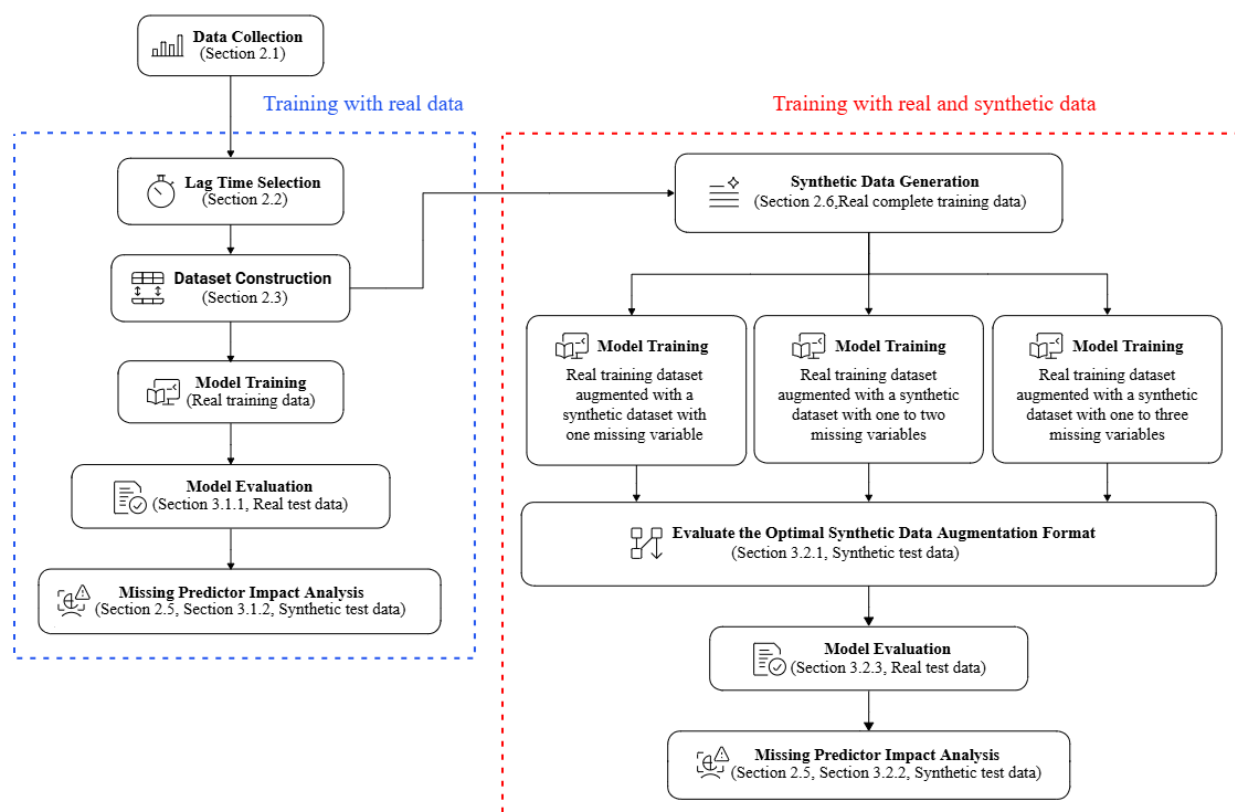 Data Collection
(Section 2.1)
Training with real data
Lag Time Selection
(Section 2.2)
Dataset Construction
(Section 2.3)
Model Training
(Real training data)
Model Evaluation
(Section 3.1.1, Real test data)
Missing Predictor Impact Analysis
(Section 2.5, Section 3.1.2, Synthetic test data)
Training with real and synthetic data
Synthetic Data Generation
(Section 2.6,Real complete training data)
Model Training
Real training dataset
augmented with a
synthetic dataset with
one missing variable
Model Training
Real training dataset
augmented with a synthetic
dataset with one to two
missing variables
Model Training
Real training dataset
augmented with a synthetic
dataset with one to three
missing variables
Evaluate the Optimal Synthetic Data Augmentation Format
(Section 3.2.1, Synthetic test data)
Model Evaluation
(Section 3.2.3, Real test data)
Missing Predictor Impact Analysis
(Section 2.5, Section 3.2.2, Synthetic test data)